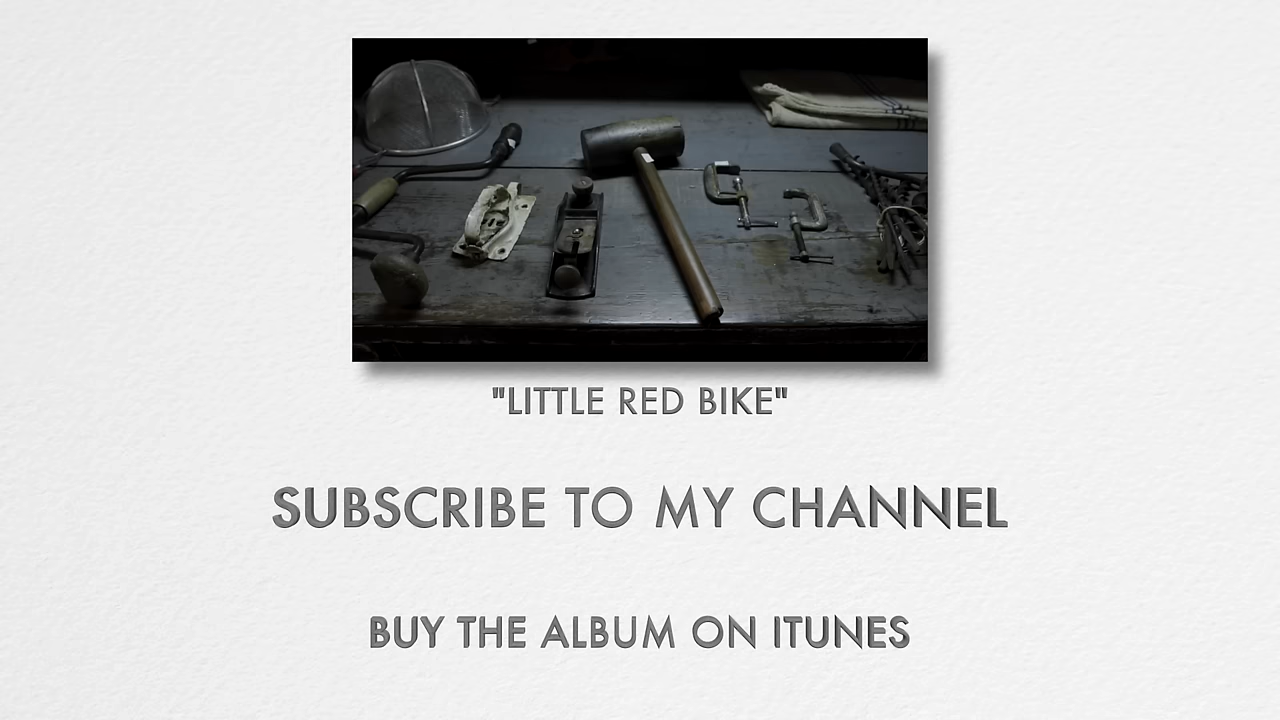 "LITTLE RED BIKE"
SUBSCRIBE TO MY CHANNEL
BUY THE ALBUM ON ITUNES